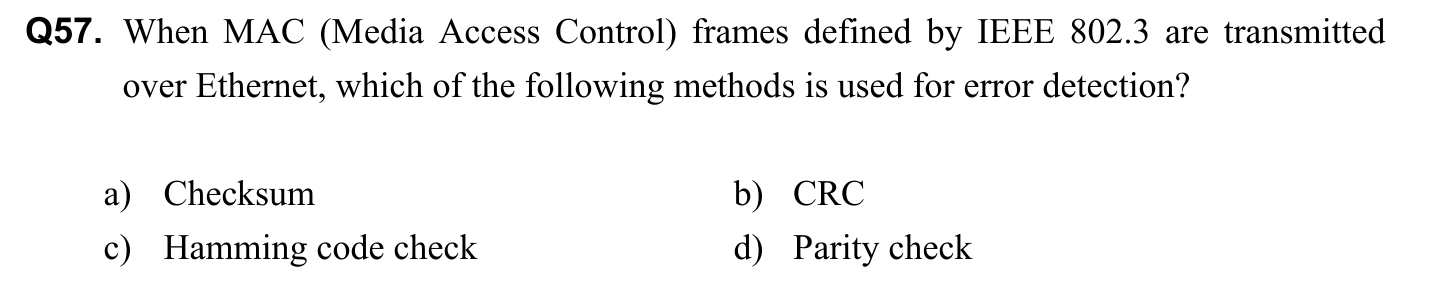 Q57. When MAC (Media Access Control) frames defined by IEEE 802.3 are transmitted
over Ethernet, which of the following methods is used for error detection?
a) Checksum b) CRC
c) Hamming code check d) Parity check